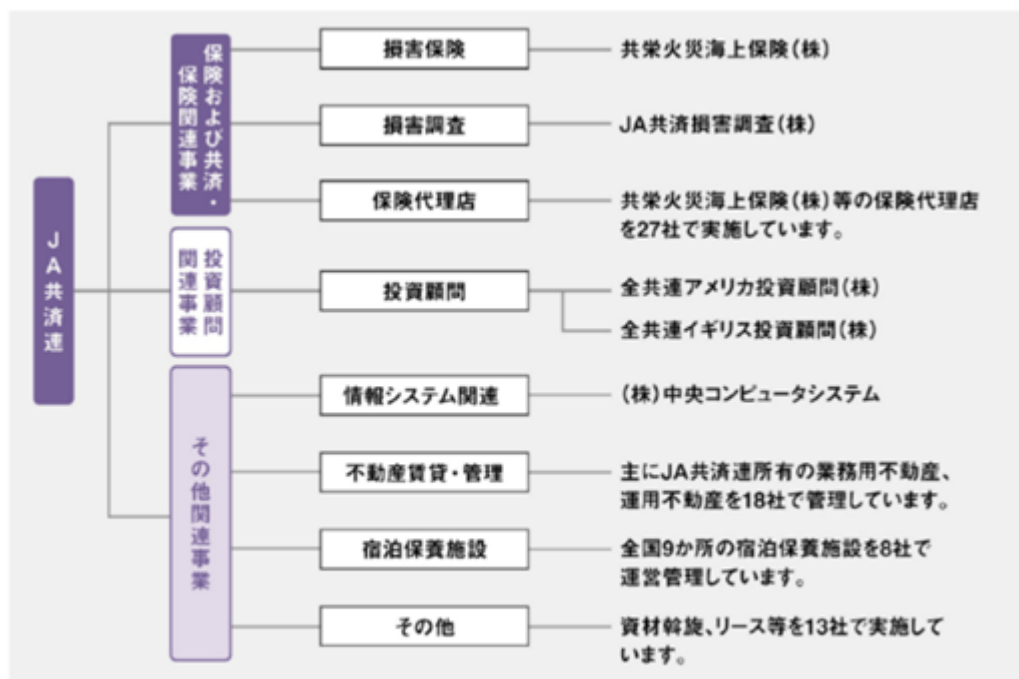 JA共済連
保険および共済・
保険関連事業
損害保険
共栄火災海上保険(株)
損害調査
JA共済損害調査(株)
保険代理店
共栄火災海上保険(株)等の保険代理店
を27社で実施しています。
投資顧問
関連事業
投資顧問
全共連アメリカ投資顧問(株)
全共連イギリス投資顧問(株)
その他関連事業
情報システム関連
(株)中央コンピュータシステム
不動産賃貸・管理
主にJA共済連所有の業務用不動産、
運用不動産を18社で管理しています。
宿泊保養施設
全国9か所の宿泊保養施設を8社で
運営管理しています。
その他
資材斡旋、リース等を13社で実施して
います。